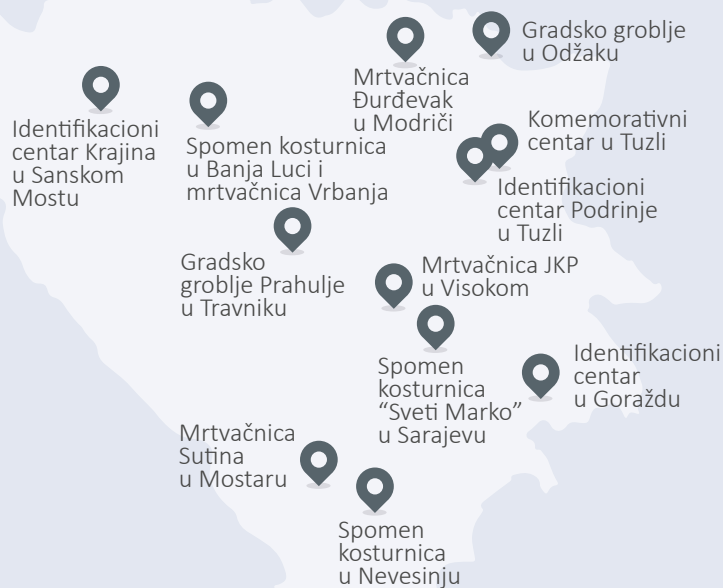 Gradsko groblje
u Odžaku
Mrtvačnica
Đurđevak
u Modriči
Identifikacioni
centar Krajina
u Sanskom
Mostu
Spomen kosturnica
u Banja Luci i
mrtvačnica Vrbanja
Komemorativni
centar u Tuzli
Identifikacioni
centar Podrinje
u Tuzli
Gradsko
groblje Prahulje
u Travniku
Mrtvačnica JKP
u Visokom
Spomen
kosturnica
“Sveti Marko”
u Sarajevu
Identifikacioni
centar
u Goraždu
Mrtvačnica
Sutina
u Mostaru
Spomen
kosturnica
u Nevesinju